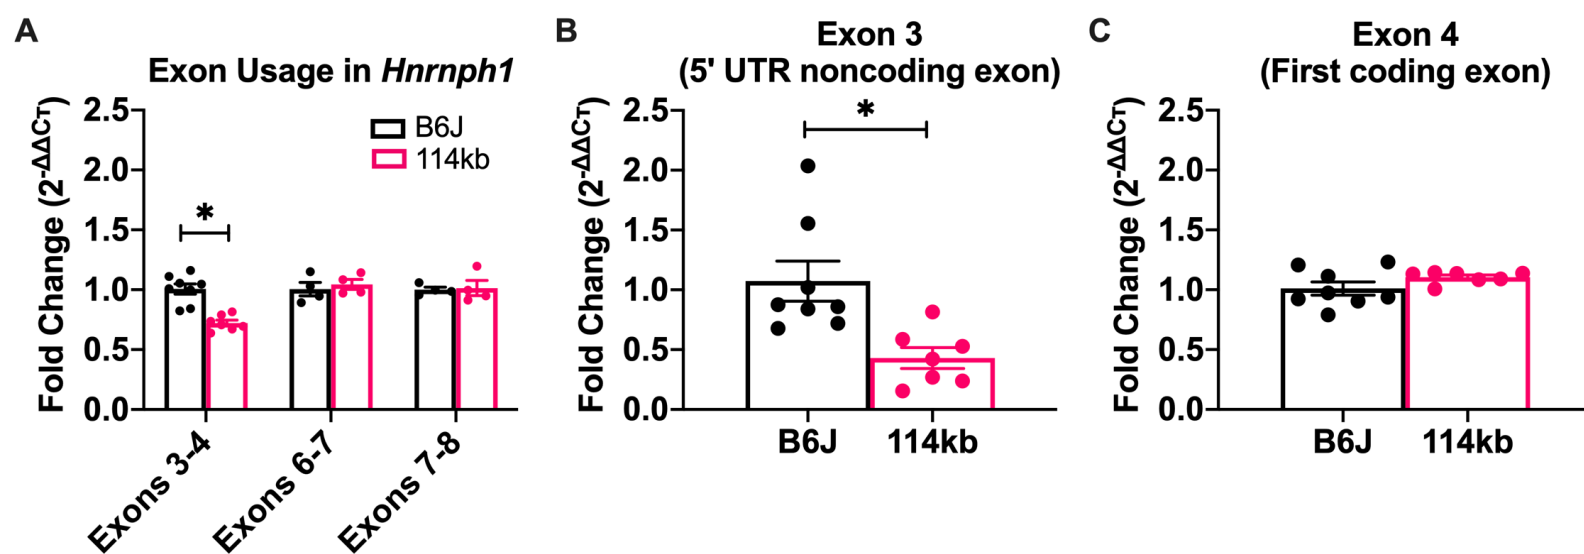 A
Exon Usage in Hnrnph1
Fold Change (2-ΔΔCT)
2.5
2.0
1.5
1.0
0.5
0.0
B6J
114kb
*
Exons 3-4
Exons 6-7
Exons 7-8
B
Exon 3
(5' UTR noncoding exon)
Fold Change (2-ΔΔCT)
2.5
2.0
1.5
1.0
0.5
0.0
*
B6J
114kb
C
Exon 4
(First coding exon)
Fold Change (2-ΔΔCT)
2.5
2.0
1.5
1.0
0.5
0.0
B6J
114kb